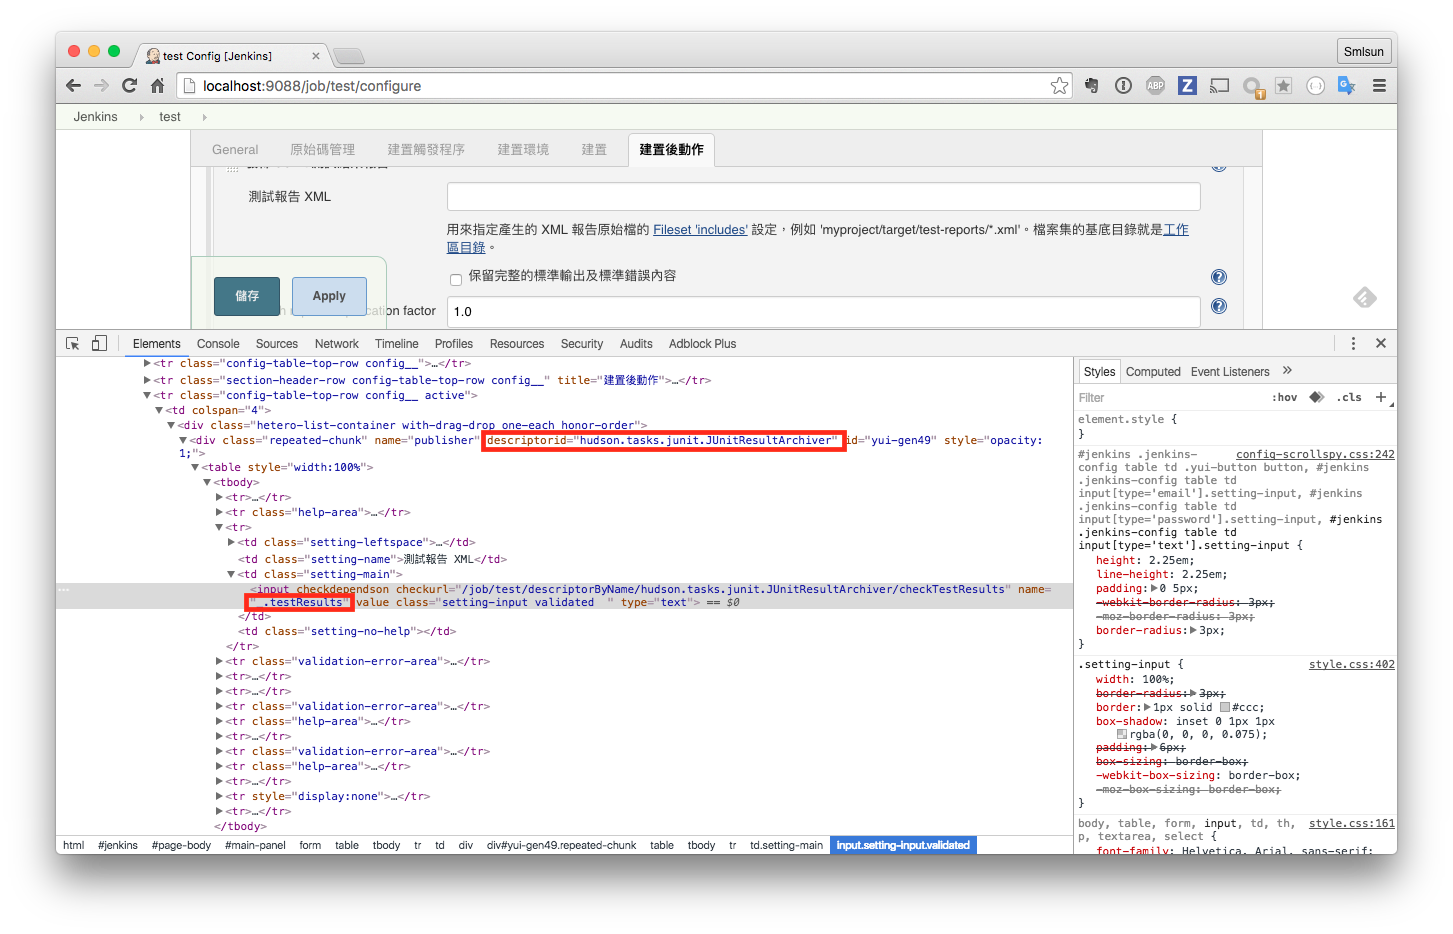 test Config [Jenkins]
Smlsun
localhost:9088/job/test/configure
Jenkins
test
General
原始碼管理
建置觸發程序
建置環境
建置
建置後動作
測試報告 XML
用來指定產生的 XML 報告原始檔的 Fileset 'includes' 設定，例如 'myproject/target/test-reports/*.xml'。檔案集的基底目錄就是工作
區目錄。
保留完整的標準輸出及標準錯誤內容
儲存
Apply
factor
1.0
Elements Console Sources Network Timeline Profiles Resources Security Audits Adblock Plus
<tr class="config-table-top-row config__">…</tr>
<tr class="section-header-row config-table-top-row config__" title="建置後動作">…</tr>
<tr class="config-table-top-row config__ active">
<td colspan="4">
<div class="hetero-list-container with-drag-drop one-each honor-order">
<div class="repeated-chunk" name="publisher" descriptorid="hudson.tasks.junit.JUnitResultArchiver" id="yui-gen49" style="opacity:
1;">
<table style="width:100%">
<tbody>
<tr>…</tr>
<tr class="help-area">…</tr>
<tr>
<td class="setting-leftspace">…</td>
<td class="setting-name">測試報告 XML</td>
<td class="setting-main">
<input checkdependson checkurl="/job/test/descriptorByName/hudson.tasks.junit.JUnitResultArchiver/checkTestResults" name=
"_.testResults" value class="setting-input validated  " type="text"> == $0
</td>
<td class="setting-no-help"></td>
</tr>
<tr class="validation-error-area">…</tr>
<tr>…</tr>
<tr>…</tr>
<tr class="validation-error-area">…</tr>
<tr class="help-area">…</tr>
<tr>…</tr>
<tr class="validation-error-area">…</tr>
<tr class="help-area">…</tr>
<tr>…</tr>
<tr style="display:none">…</tr>
<tr>…</tr>
</tbody>
html #jenkins #page-body #main-panel form table tbody tr td div div#yui-gen49.repeated-chunk table tbody tr td.setting-main input.setting-input.validated
Styles Computed Event Listeners »
Filter :hov .cls +
element.style {
}
#jenkins .jenkins- config-scrollspy.css:242
config table td .yui-button button, #jenkins
.jenkins-config table td
input[type='email'].setting-input, #jenkins
.jenkins-config table td
input[type='password'].setting-input, #jenkins
.jenkins-config table td
input[type='text'].setting-input {
height: 2.25em;
line-height: 2.25em;
padding: 0 5px;
-webkit-border-radius: 3px;
-moz-border-radius: 3px;
border-radius: 3px;
}
.setting-input { style.css:402
width: 100%;
border-radius: 3px;
border: 1px solid #ccc;
box-shadow: inset 0 1px 1px
rgba(0, 0, 0, 0.075);
padding: 6px;
box-sizing: border-box;
-webkit-box-sizing: border-box;
-moz-box-sizing: border-box;
}
body, table, form, input, td, th, style.css:161
p, textarea, select {
font-family: Helvetica, Arial, sans-serif;